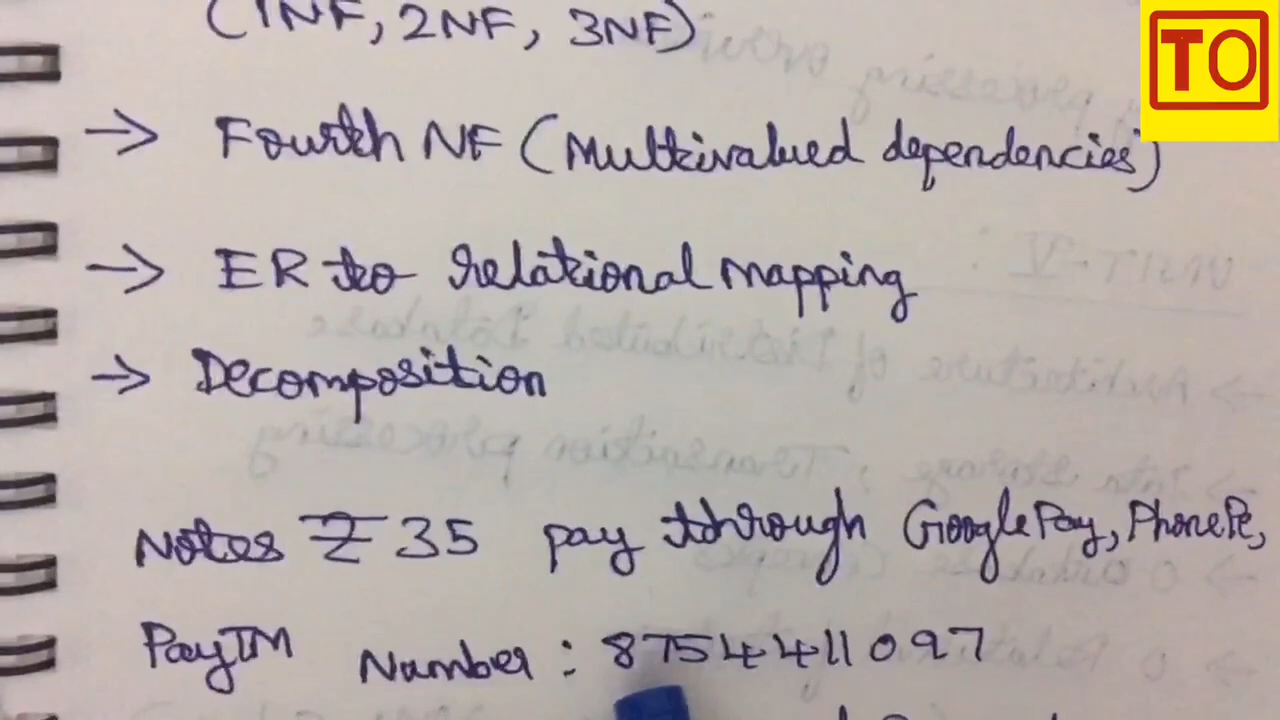 (1NF, 2NF, 3NF)
TO
→ Fourth NF (Multivalued dependencies)
→ ER to relational mapping
→ Decomposition
Notes ₹ 35 pay through GooglePay, PhonePe,
PayTM Number : 8754411097